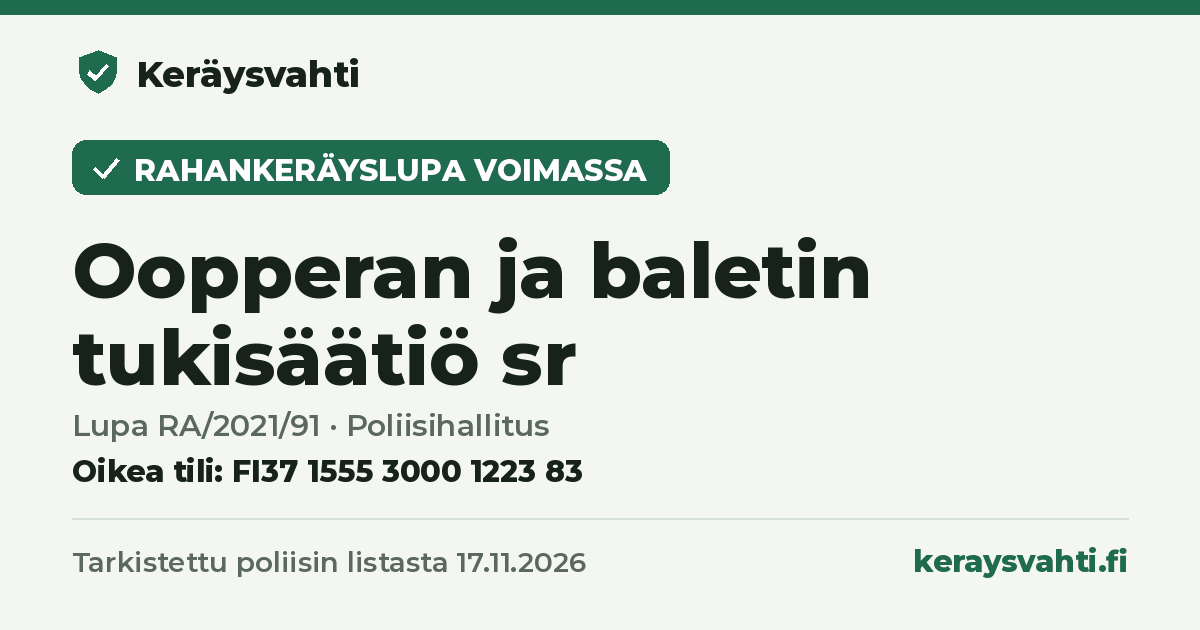 Keräysvahti
RAHANKERÄYSLUPA VOIMASSA
Oopperan ja baletin
tukisäätiö sr
Lupa RA/2021/91 · Poliisihallitus
Oikea tili: FI37 1555 3000 1223 83
Tarkistettu poliisin listasta 17.11.2026
keraysvahti.fi